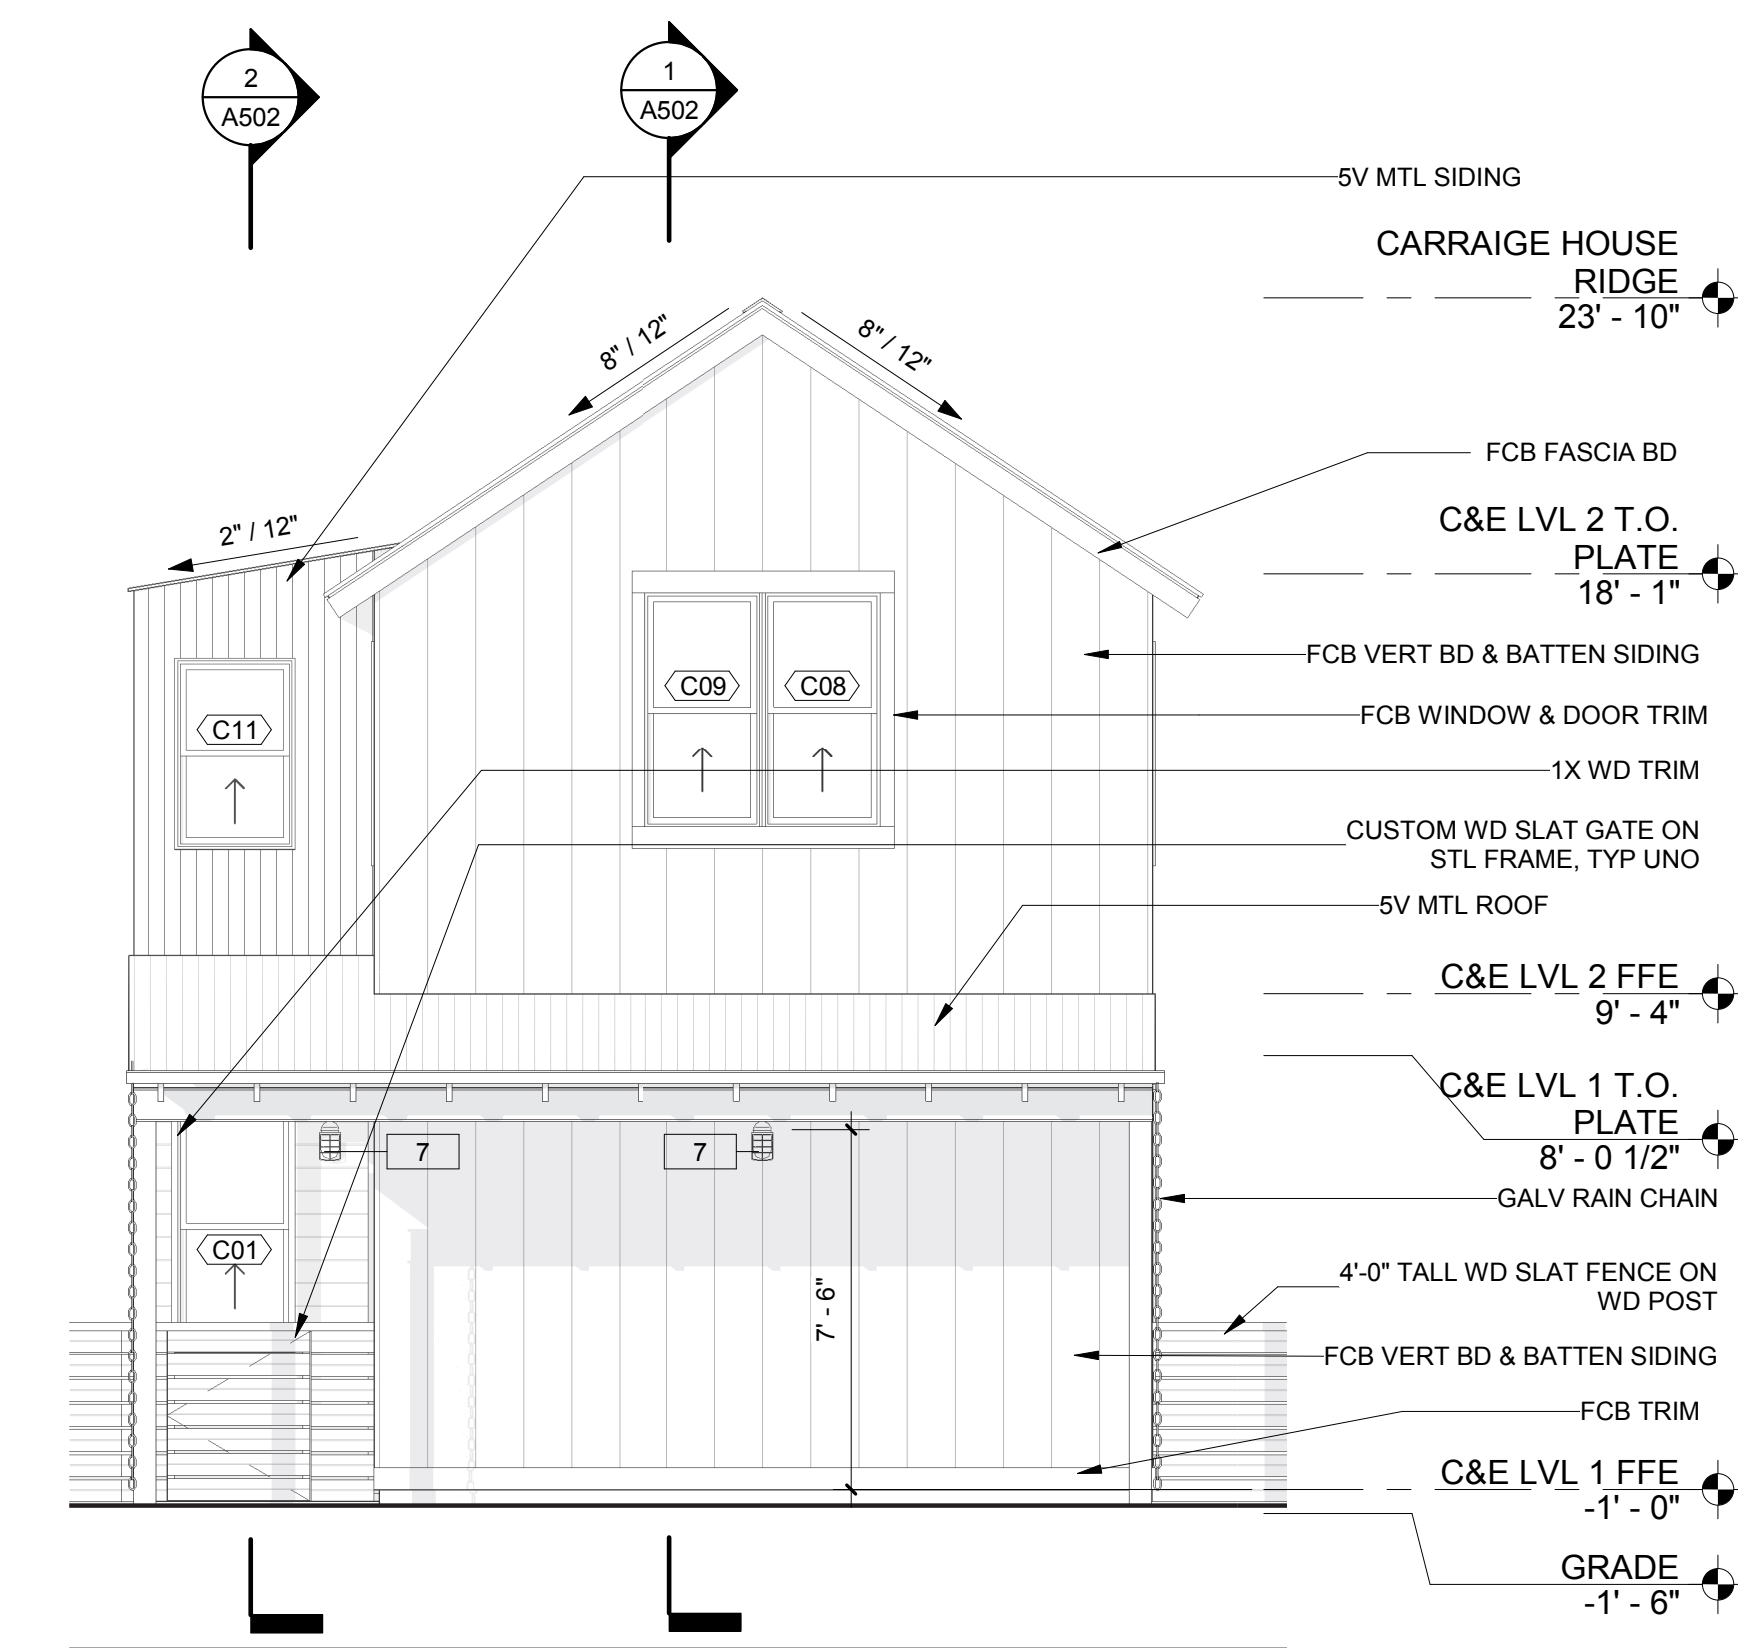 2
A502
1
A502
5V MTL SIDING
CARRAIGE HOUSE
RIDGE
23' - 10"
8" / 12"
8" / 12"
FCB FASCIA BD
C&E LVL 2 T.O.
PLATE
18' - 1"
2" / 12"
FCB VERT BD & BATTEN SIDING
C09
C08
FCB WINDOW & DOOR TRIM
C11
1X WD TRIM
CUSTOM WD SLAT GATE ON
STL FRAME, TYP UNO
5V MTL ROOF
C&E LVL 2 FFE
9' - 4"
C&E LVL 1 T.O.
PLATE
8' - 0 1/2"
7
7
GALV RAIN CHAIN
C01
4'-0" TALL WD SLAT FENCE ON
WD POST
7' - 6"
FCB VERT BD & BATTEN SIDING
FCB TRIM
C&E LVL 1 FFE
-1' - 0"
GRADE
-1' - 6"